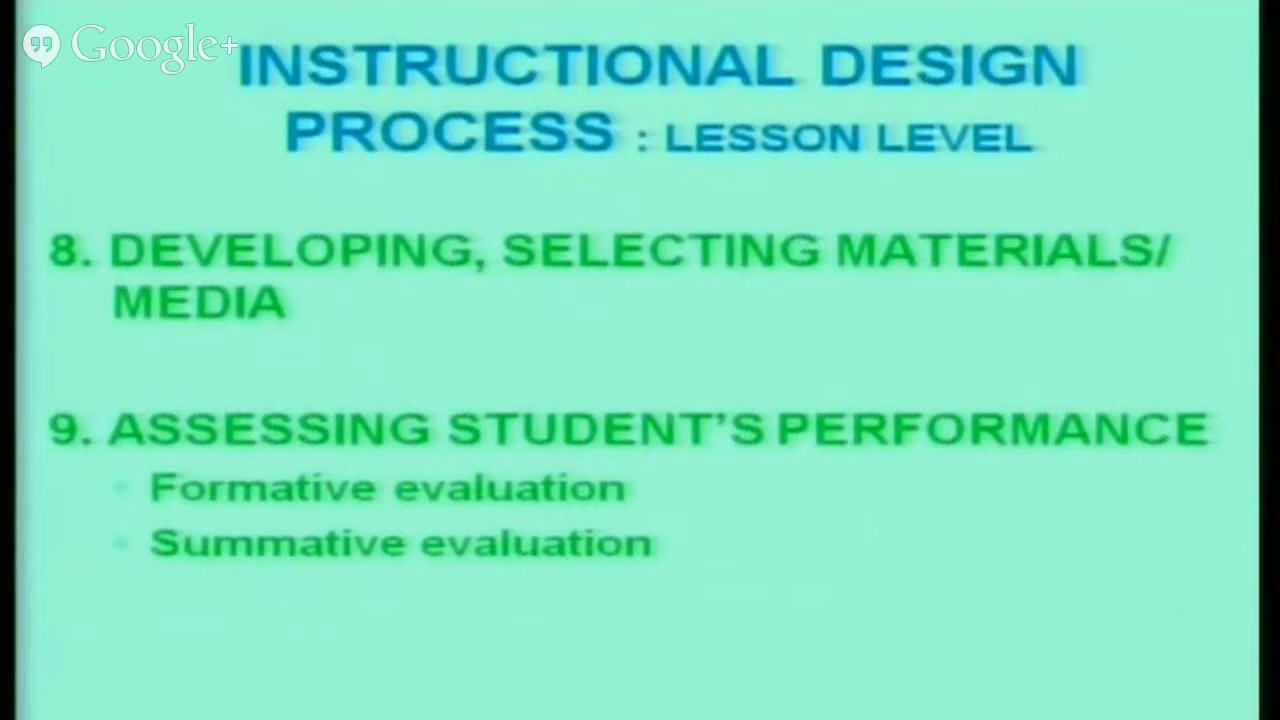 Google+
INSTRUCTIONAL DESIGN
PROCESS : LESSON LEVEL
8. DEVELOPING, SELECTING MATERIALS/
MEDIA
9. ASSESSING STUDENT’S PERFORMANCE
• Formative evaluation
• Summative evaluation